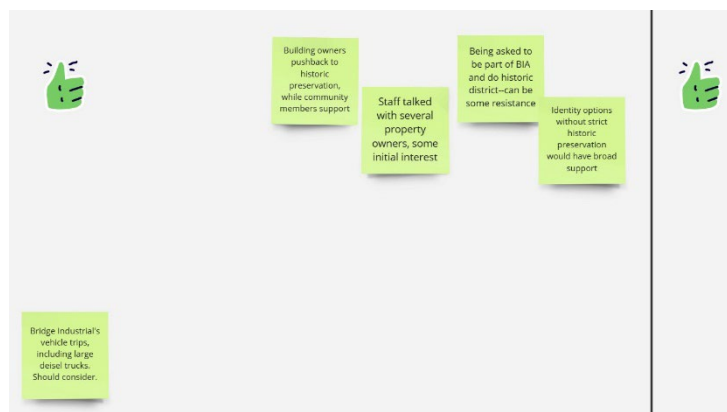 Building owners
pushback to
historic
preservation,
while community
members support
Staff talked
with several
property
owners, some
initial interest
Being asked to
be part of BIA
and do historic
district--can be
some resistance
Identity options
without strict
historic
preservation
would have broad
support
Bridge Industrial's
vehicle trips,
including large
deisel trucks.
Should consider.